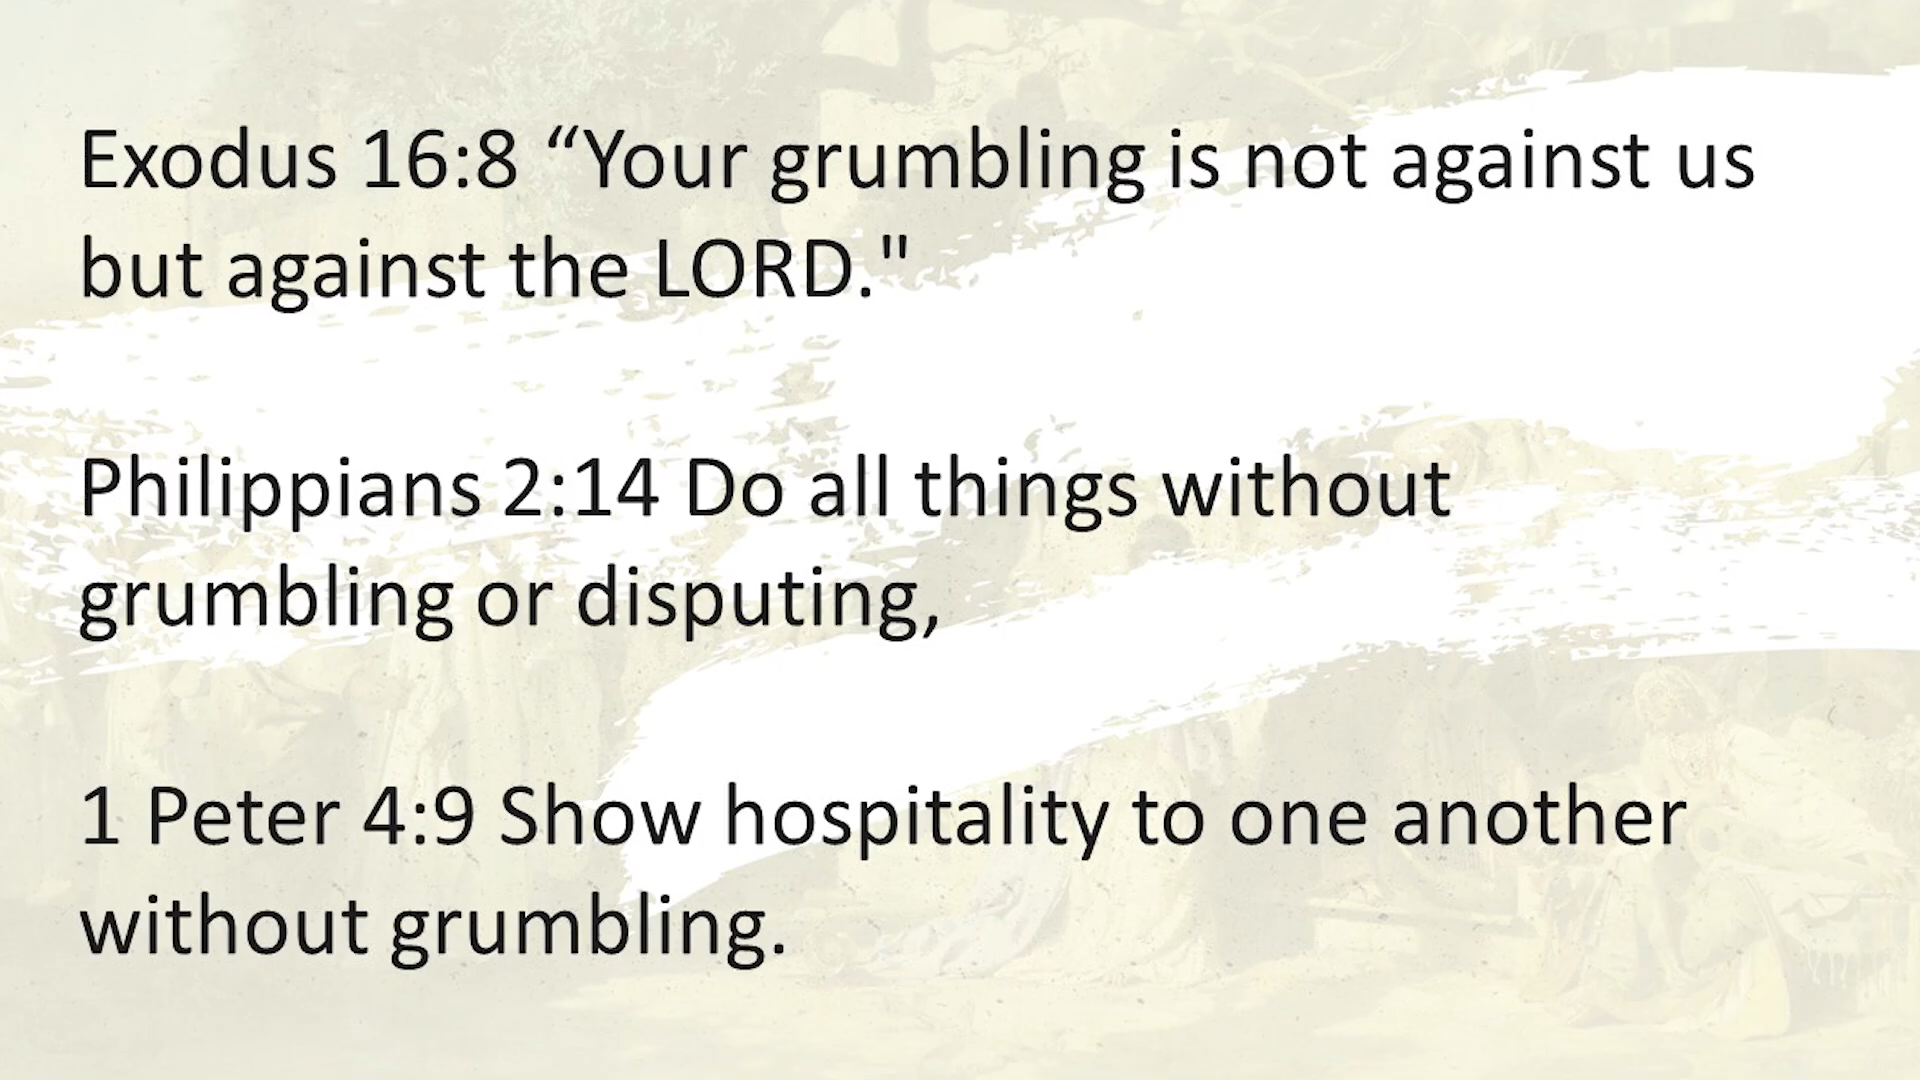 Exodus 16:8 “Your grumbling is not against us
but against the LORD."
Philippians 2:14 Do all things without
grumbling or disputing,
1 Peter 4:9 Show hospitality to one another
without grumbling.